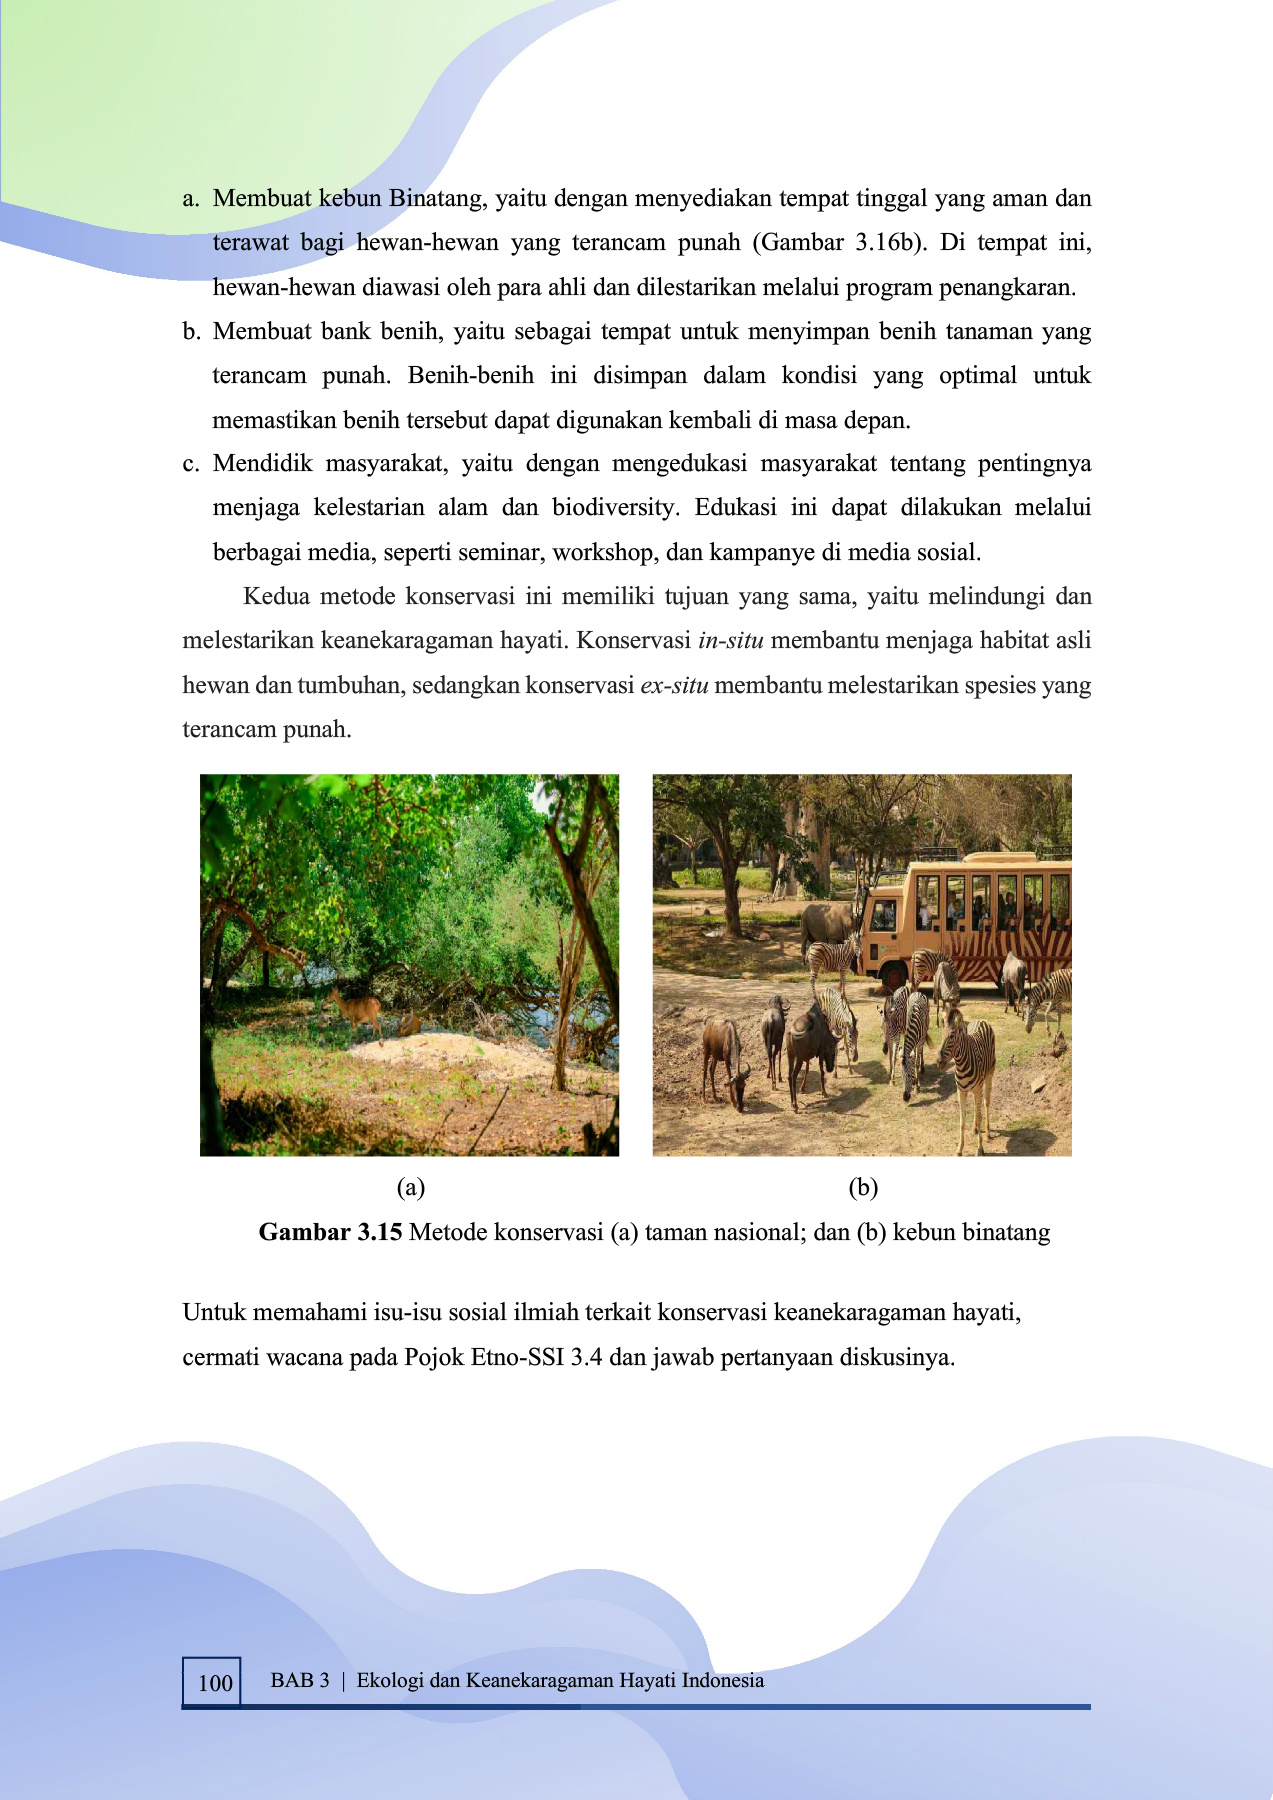 a. Membuat kebun Binatang, yaitu dengan menyediakan tempat tinggal yang aman dan
terawat bagi hewan-hewan yang terancam punah (Gambar 3.16b). Di tempat ini,
hewan-hewan diawasi oleh para ahli dan dilestarikan melalui program penangkaran.
b. Membuat bank benih, yaitu sebagai tempat untuk menyimpan benih tanaman yang
terancam punah. Benih-benih ini disimpan dalam kondisi yang optimal untuk
memastikan benih tersebut dapat digunakan kembali di masa depan.
c. Mendidik masyarakat, yaitu dengan mengedukasi masyarakat tentang pentingnya
menjaga kelestarian alam dan biodiversity. Edukasi ini dapat dilakukan melalui
berbagai media, seperti seminar, workshop, dan kampanye di media sosial.
Kedua metode konservasi ini memiliki tujuan yang sama, yaitu melindungi dan
melestarikan keanekaragaman hayati. Konservasi in-situ membantu menjaga habitat asli
hewan dan tumbuhan, sedangkan konservasi ex-situ membantu melestarikan spesies yang
terancam punah.
(a) (b)
Gambar 3.15 Metode konservasi (a) taman nasional; dan (b) kebun binatang
Untuk memahami isu-isu sosial ilmiah terkait konservasi keanekaragaman hayati,
cermati wacana pada Pojok Etno-SSI 3.4 dan jawab pertanyaan diskusinya.
100 BAB 3 | Ekologi dan Keanekaragaman Hayati Indonesia